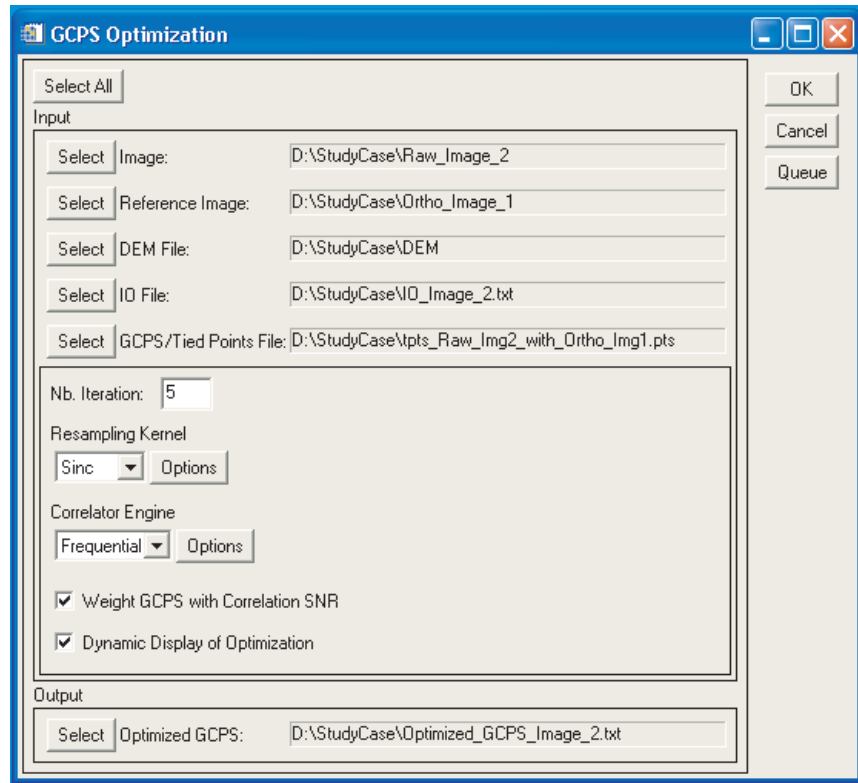 GCPS Optimization
Select All
OK
Input
Cancel
Select Image: D:\StudyCase\Raw_Image_2
Queue
Select Reference Image: D:\StudyCase\Ortho_Image_1
Select DEM File: D:\StudyCase\DEM
Select IO File: D:\StudyCase\IO_Image_2.txt
Select GCPS/Tied Points File: D:\StudyCase\tpts_Raw_Img2_with_Ortho_Img1.pts
Nb. Iteration: 5
Resampling Kernel
Sinc Options
Correlator Engine
Frequential Options
Weight GCPS with Correlation SNR
Dynamic Display of Optimization
Output
Select Optimized GCPS: D:\StudyCase\Optimized_GCPS_Image_2.txt